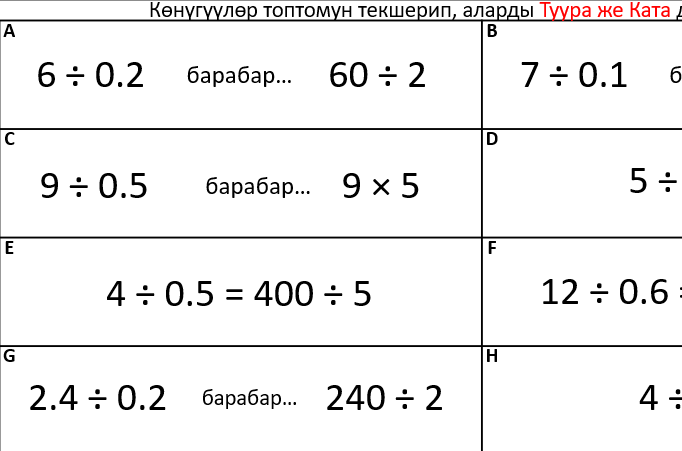 Көнүгүүлөр топтомун текшерип, аларды Туура же Ката
A
6 ÷ 0.2 барабар... 60 ÷ 2
B
7 ÷ 0.1
C
9 ÷ 0.5 барабар... 9 × 5
D
5 ÷
E
4 ÷ 0.5 = 400 ÷ 5
F
12 ÷ 0.6
G
2.4 ÷ 0.2 барабар... 240 ÷ 2
H
4 ÷